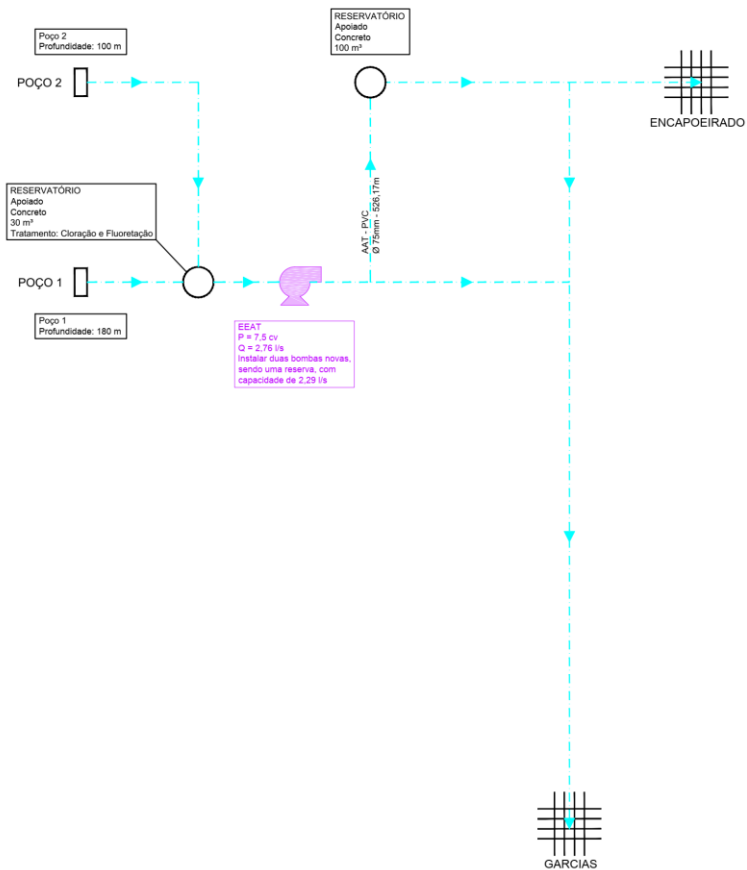 RESERVATÓRIO
Apoiado
Concreto
100 m³
Poço 2
Profundidade: 100 m
POÇO 2
ENCAPOEIRADO
RESERVATÓRIO
Apoiado
Concreto
30 m³
Tratamento: Cloração e Fluoretação
AAT - PVC
Ø 75mm - 526,17m
POÇO 1
Poço 1
Profundidade: 180 m
EEAT
P = 7,5 cv
Q = 2,76 l/s
Instalar duas bombas novas,
sendo uma reserva, com
capacidade de 2,29 l/s
GARCIAS